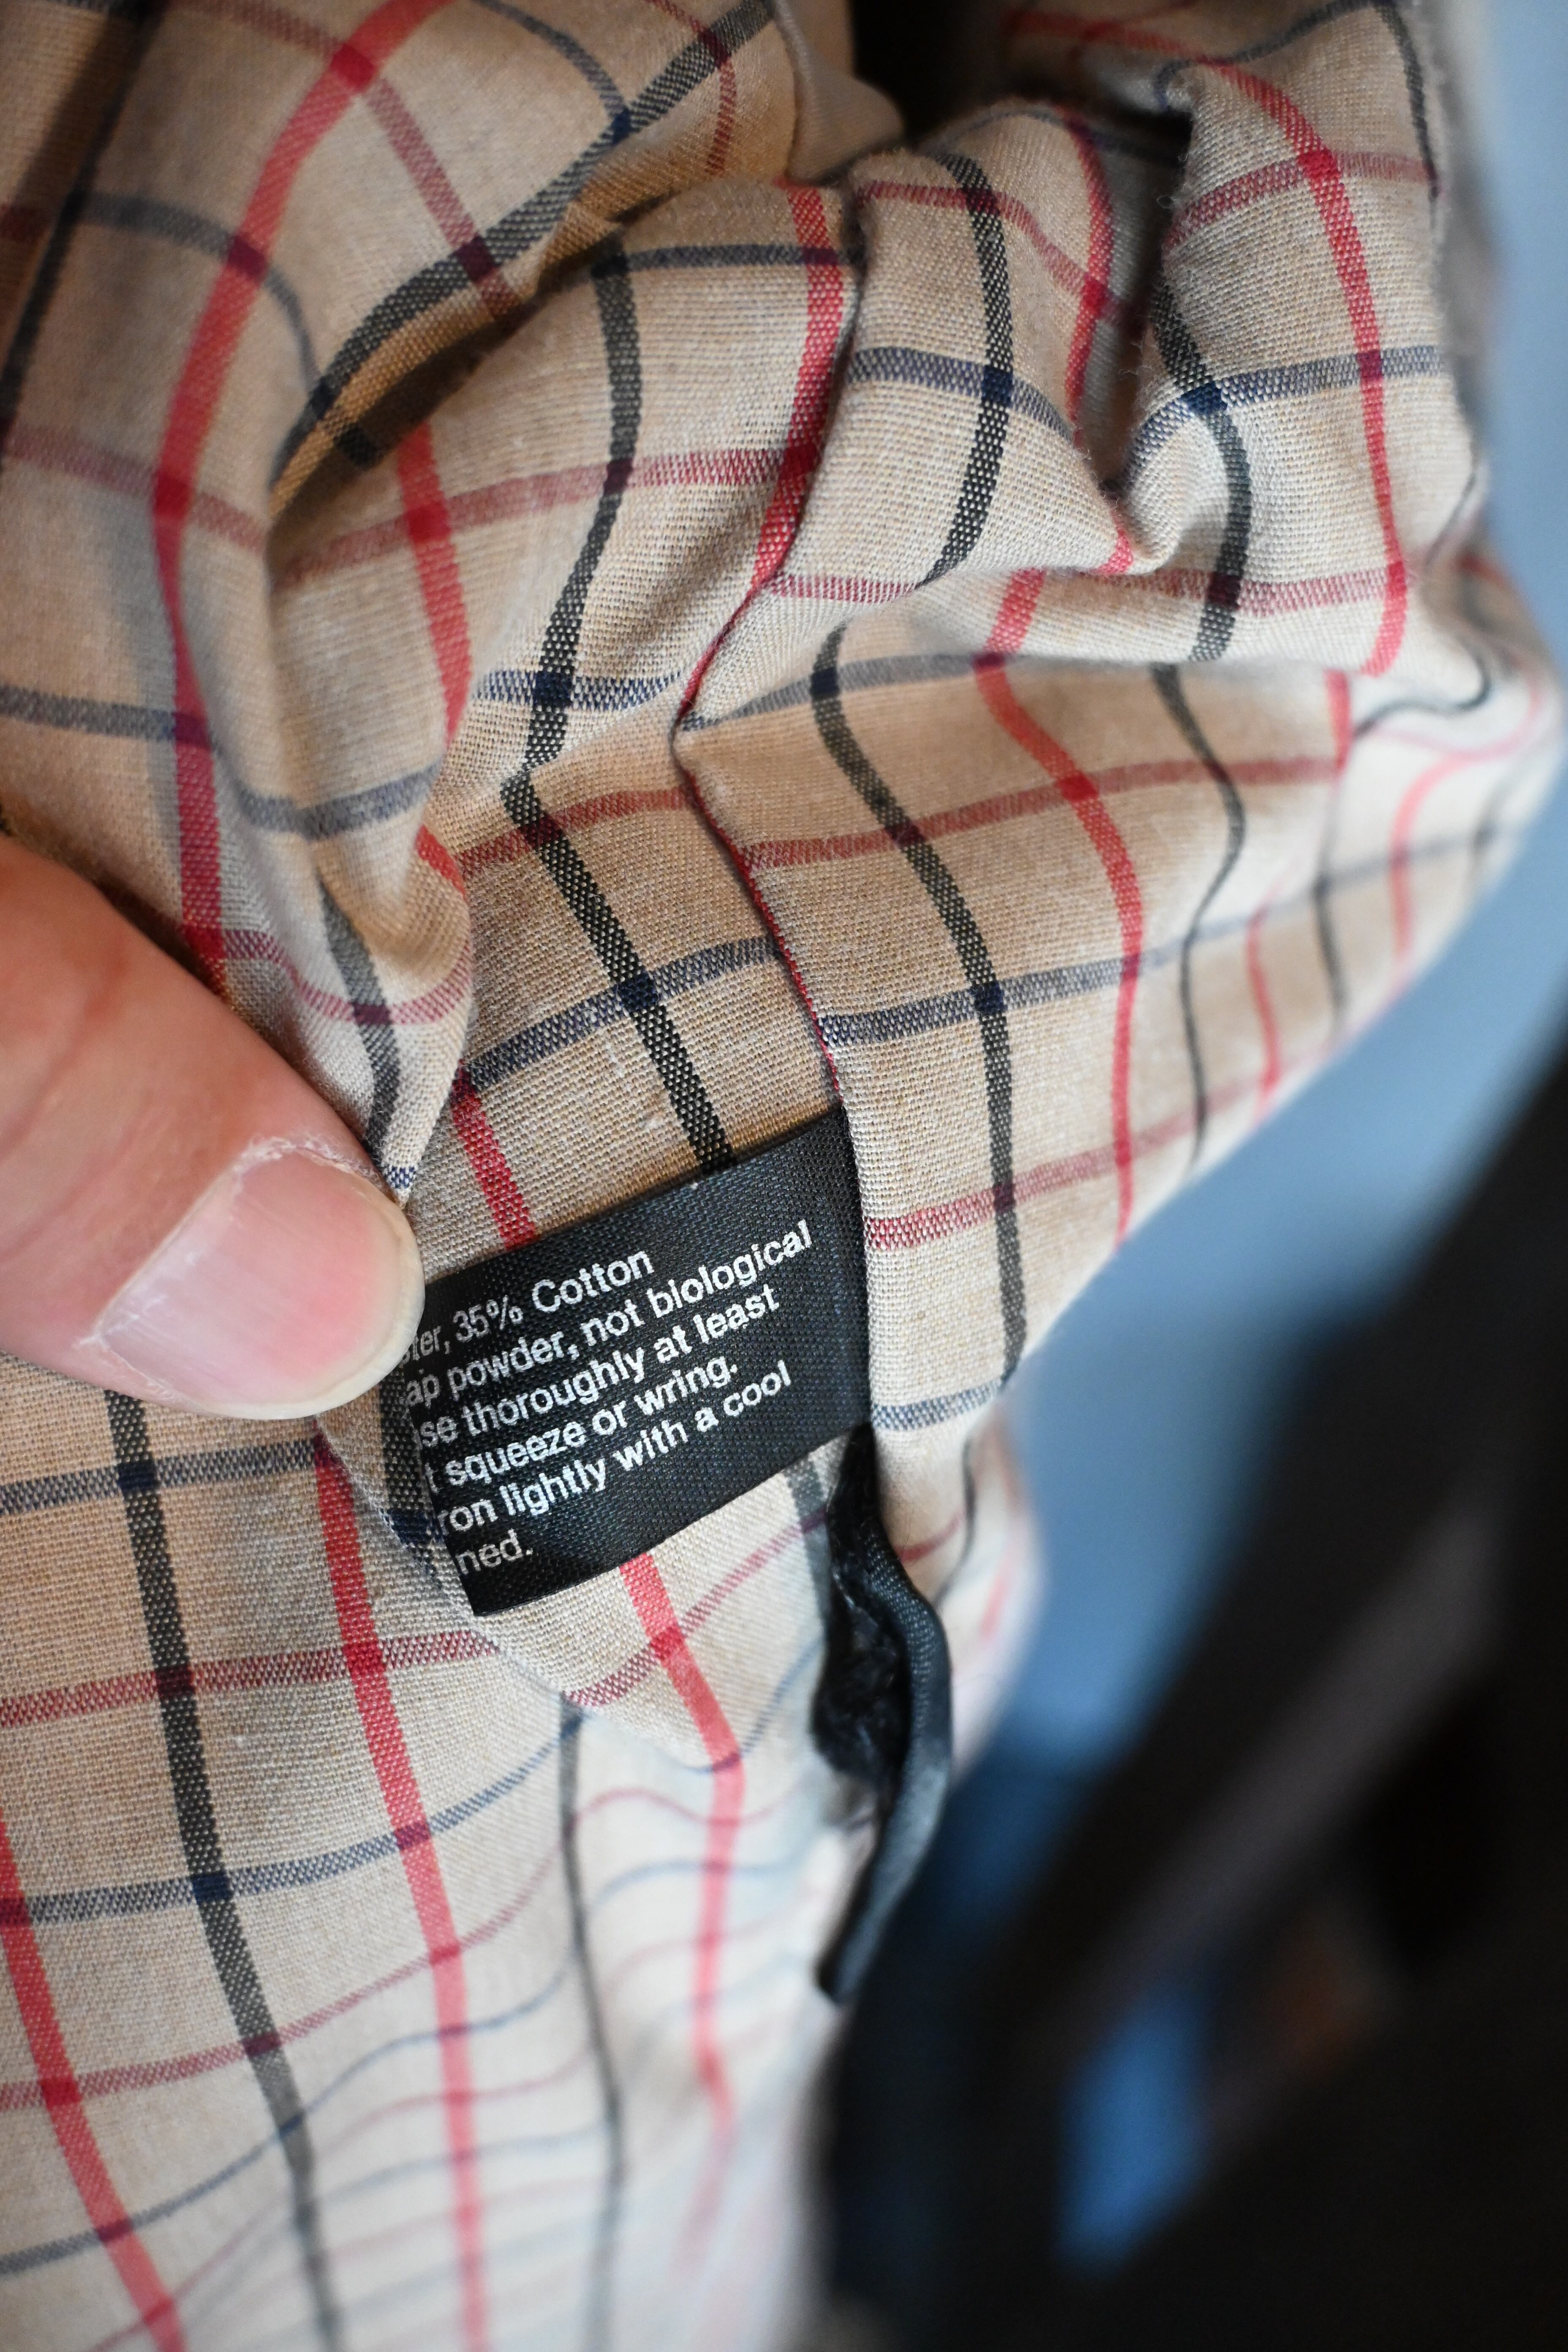 ter, 35% Cotton
ap powder, not biological
se thoroughly at least
t squeeze or wring.
ron lightly with a cool
ned.